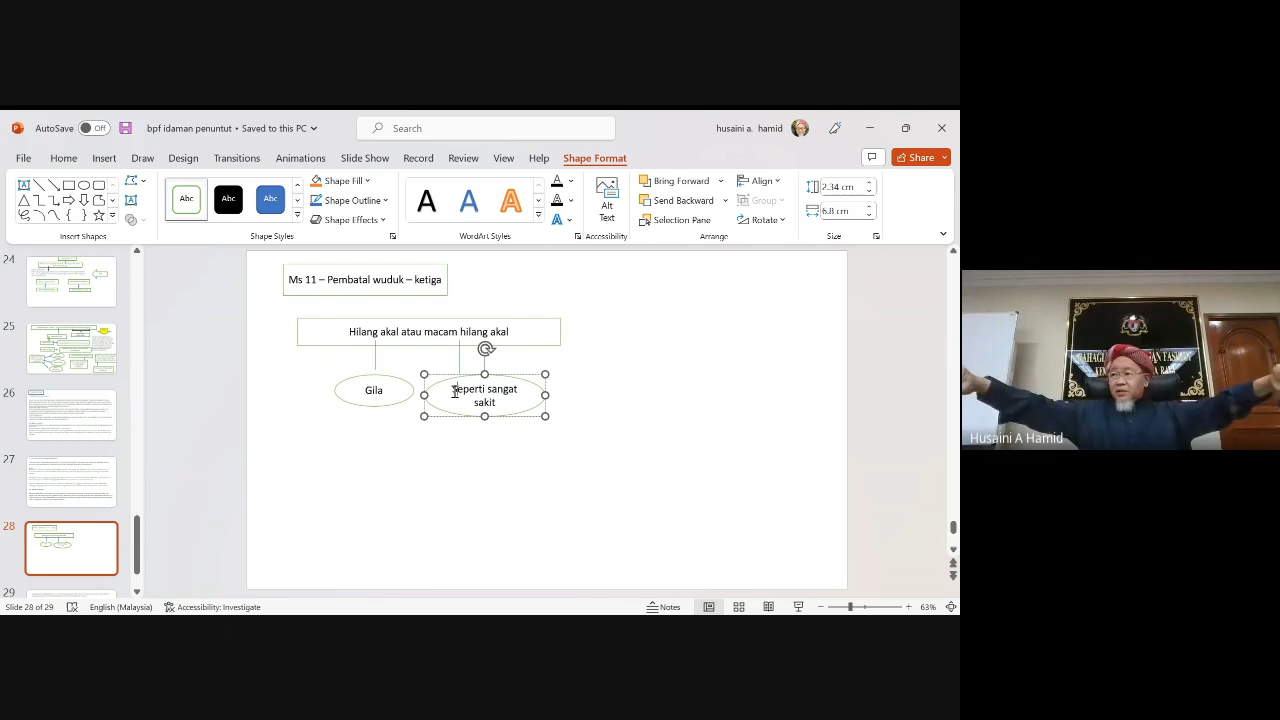 AutoSave Off bpf idaman penuntut • Saved to this PC Search husaini a. hamid
File Home Insert Draw Design Transitions Animations Slide Show Record Review View Help Shape Format Share
Abc Abc Abc
Shape Fill
Shape Outline
Shape Effects
A A A
A
A
A
Alt
Text
Bring Forward
Send Backward
Selection Pane
Align
Group
Rotate
2.34 cm
6.8 cm
Insert Shapes Shape Styles WordArt Styles Accessibility Arrange Size
24
25
26
27
28
29
Ms 11 – Pembatal wuduk – ketiga
Hilang akal atau macam hilang akal
Gila
Seperti sangat
sakit
Slide 28 of 29 English (Malaysia) Accessibility: Investigate Notes 63%
Husaini A Hamid